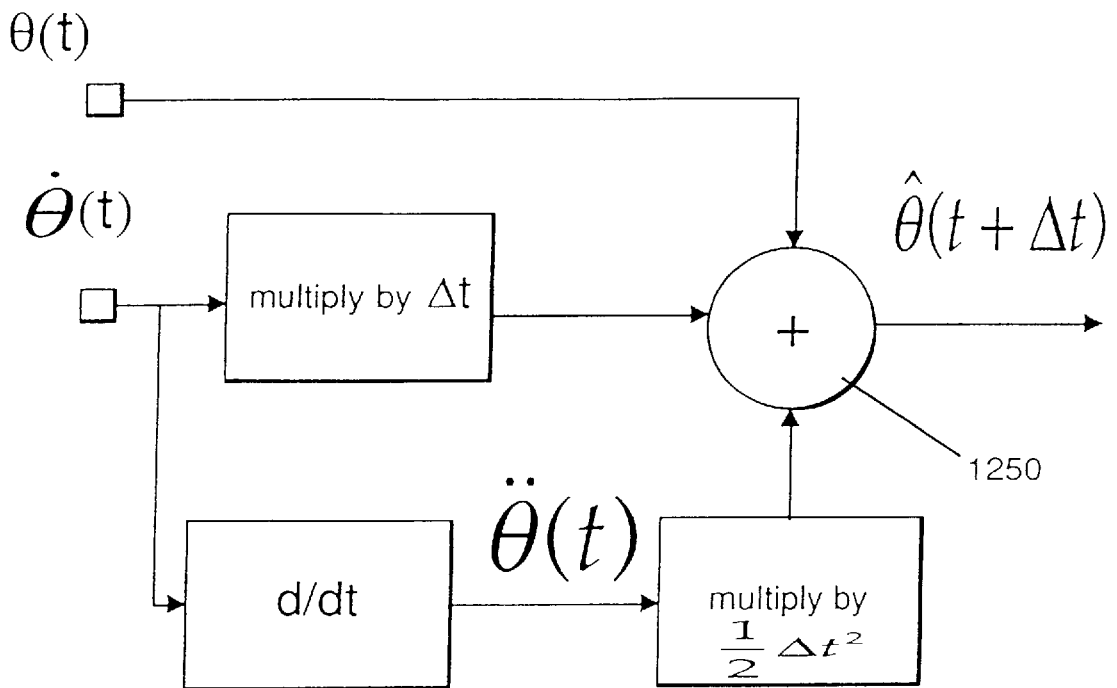 θ(t)
θ̇(t)
multiply by Δt
+
θ̂(t + Δt)
1250
d/dt
θ̈(t)
multiply by
1/2 Δt²